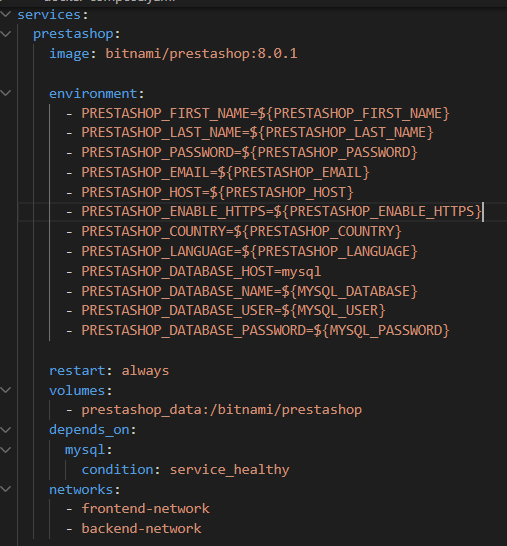 services:
prestashop:
image: bitnami/prestashop:8.0.1
environment:
- PRESTASHOP_FIRST_NAME=${PRESTASHOP_FIRST_NAME}
- PRESTASHOP_LAST_NAME=${PRESTASHOP_LAST_NAME}
- PRESTASHOP_PASSWORD=${PRESTASHOP_PASSWORD}
- PRESTASHOP_EMAIL=${PRESTASHOP_EMAIL}
- PRESTASHOP_HOST=${PRESTASHOP_HOST}
- PRESTASHOP_ENABLE_HTTPS=${PRESTASHOP_ENABLE_HTTPS}
- PRESTASHOP_COUNTRY=${PRESTASHOP_COUNTRY}
- PRESTASHOP_LANGUAGE=${PRESTASHOP_LANGUAGE}
- PRESTASHOP_DATABASE_HOST=mysql
- PRESTASHOP_DATABASE_NAME=${MYSQL_DATABASE}
- PRESTASHOP_DATABASE_USER=${MYSQL_USER}
- PRESTASHOP_DATABASE_PASSWORD=${MYSQL_PASSWORD}
restart: always
volumes:
- prestashop_data:/bitnami/prestashop
depends_on:
mysql:
condition: service_healthy
networks:
- frontend-network
- backend-network